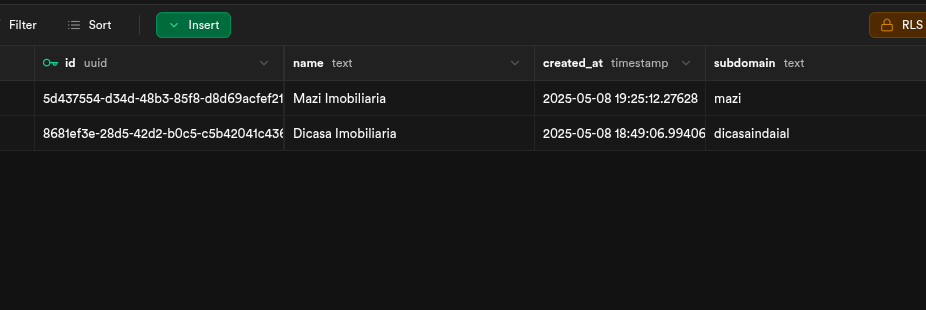 Filter Sort Insert RLS
id uuid name text created_at timestamp subdomain text
5d437554-d34d-48b3-85f8-d8d69acfef21 Mazi Imobiliaria 2025-05-08 19:25:12.27628 mazi
8681ef3e-28d5-42d2-b0c5-c5b42041c436 Dicasa Imobiliaria 2025-05-08 18:49:06.99406 dicasaindaial